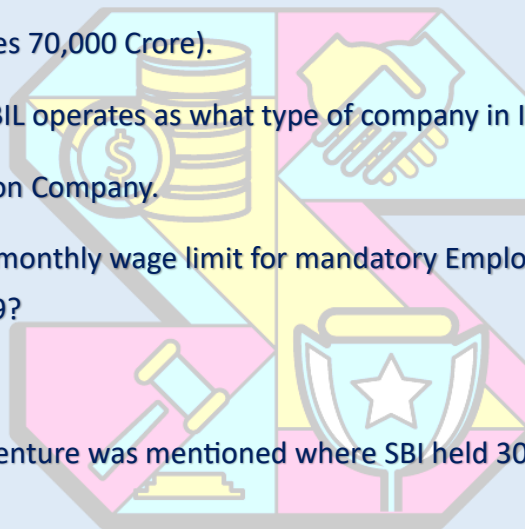 es 70,000 Crore).
BIL operates as what type of company in I
on Company.
monthly wage limit for mandatory Emplo
9?
enture was mentioned where SBI held 30